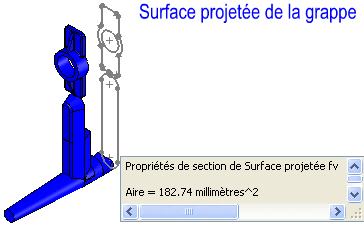 Surface projetée de la grappe
Propriétés de section de Surface projetée fv
Aire = 182.74 millimètres^2